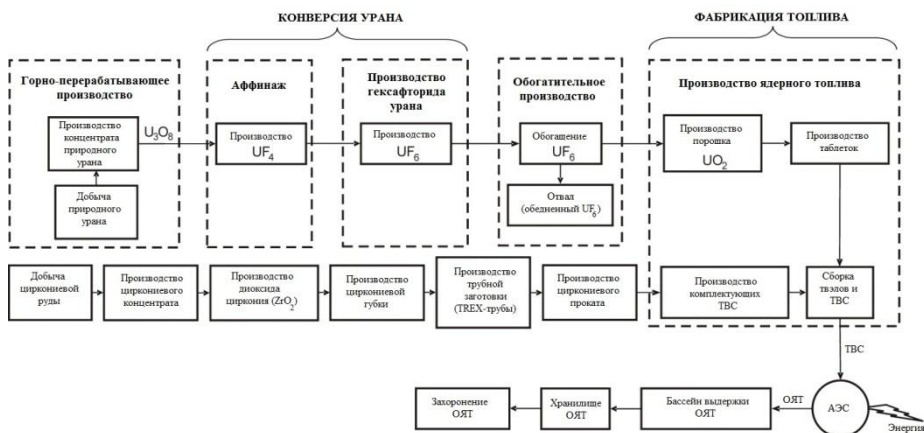 КОНВЕРСИЯ УРАНА
ФАБРИКАЦИЯ ТОПЛИВА
Горно-перерабатывающее
производство
Аффинаж
Производство
гексафторида
урана
Обогатительное
производство
Производство ядерного топлива
Производство
концентрата
природного
урана
U3O8
Производство
UF4
Производство
UF6
Обогащение
UF6
Производство
порошка
UO2
Производство
таблеток
Добыча
природного
урана
Отвал
(обедненный UF6)
Добыча
циркониевой
руды
Производство
циркониевого
концентрата
Производство
диоксида
циркония (ZrO2)
Производство
циркониевой
губки
Производство
трубной
заготовки
(TREX-трубы)
Производство
циркониевого
проката
Производство
комплектующих
ТВС
Сборка
твэлов и
ТВС
ТВС
Захоронение
ОЯТ
Хранилище
ОЯТ
Бассейн выдержки
ОЯТ
ОЯТ
АЭС
Энергия